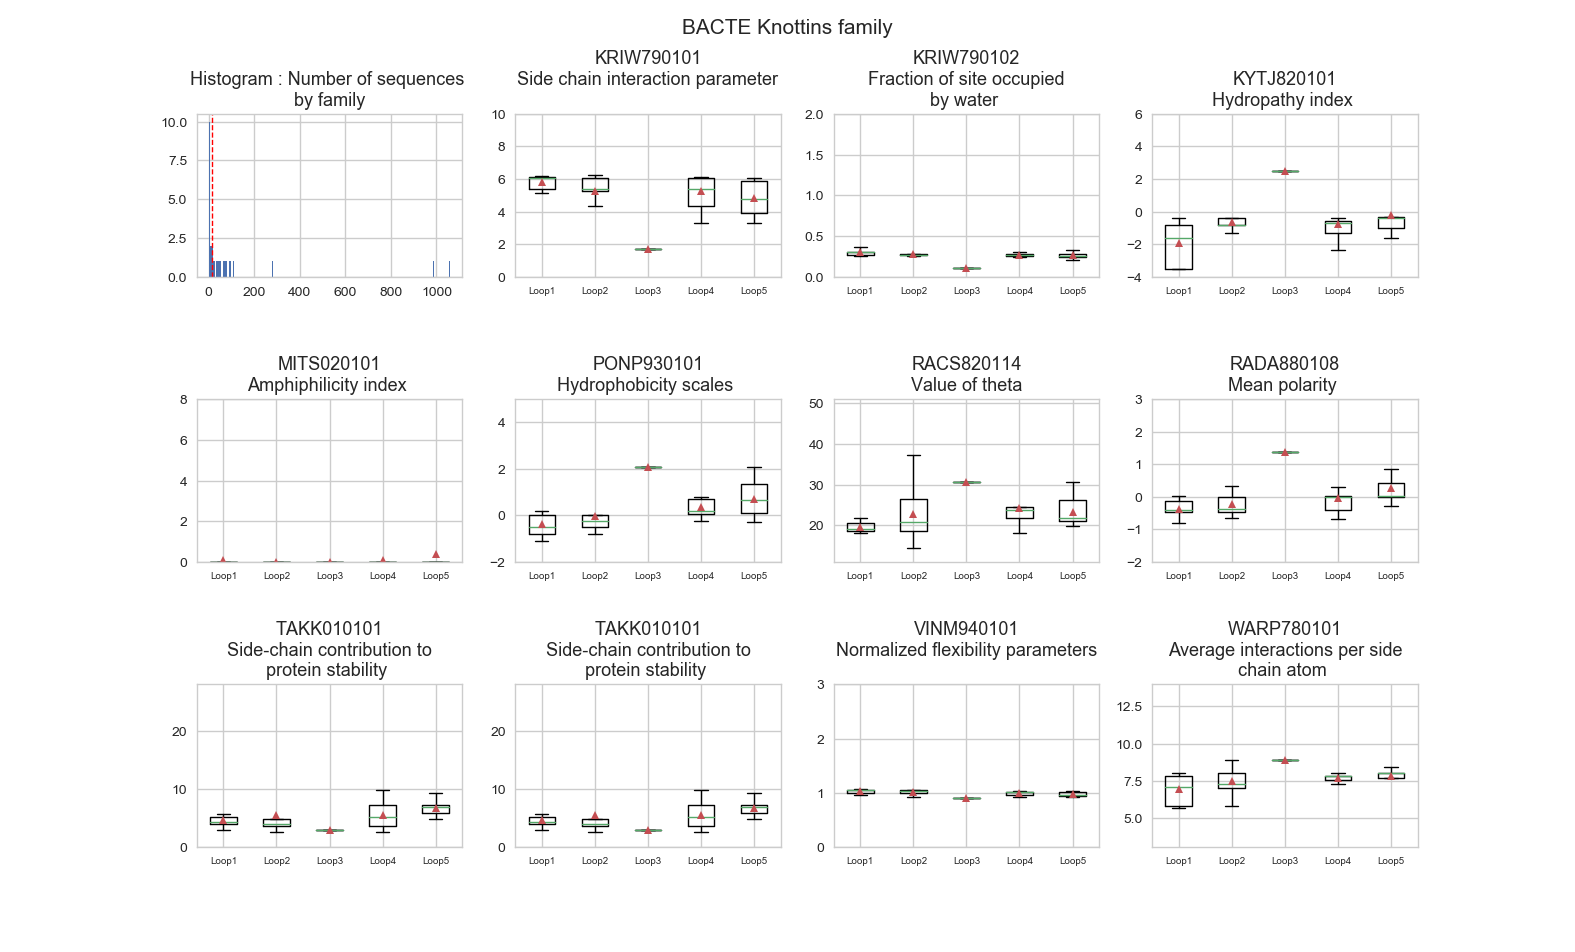 BACTE Knottins family
Histogram : Number of sequences
by family
10.0
7.5
5.0
2.5
0.0
0 200 400 600 800 1000
KRIW790101
Side chain interaction parameter
10
8
6
4
2
0
Loop1 Loop2 Loop3 Loop4 Loop5
KRIW790102
Fraction of site occupied
by water
2.0
1.5
1.0
0.5
0.0
Loop1 Loop2 Loop3 Loop4 Loop5
KYTJ820101
Hydropathy index
6
4
2
0
−2
−4
Loop1 Loop2 Loop3 Loop4 Loop5
MITS020101
Amphiphilicity index
8
6
4
2
0
Loop1 Loop2 Loop3 Loop4 Loop5
PONP930101
Hydrophobicity scales
4
2
0
−2
Loop1 Loop2 Loop3 Loop4 Loop5
RACS820114
Value of theta
50
40
30
20
Loop1 Loop2 Loop3 Loop4 Loop5
RADA880108
Mean polarity
3
2
1
0
−1
−2
Loop1 Loop2 Loop3 Loop4 Loop5
TAKK010101
Side-chain contribution to
protein stability
20
10
0
Loop1 Loop2 Loop3 Loop4 Loop5
TAKK010101
Side-chain contribution to
protein stability
20
10
0
Loop1 Loop2 Loop3 Loop4 Loop5
VINM940101
Normalized flexibility parameters
3
2
1
0
Loop1 Loop2 Loop3 Loop4 Loop5
WARP780101
Average interactions per side
chain atom
12.5
10.0
7.5
5.0
Loop1 Loop2 Loop3 Loop4 Loop5